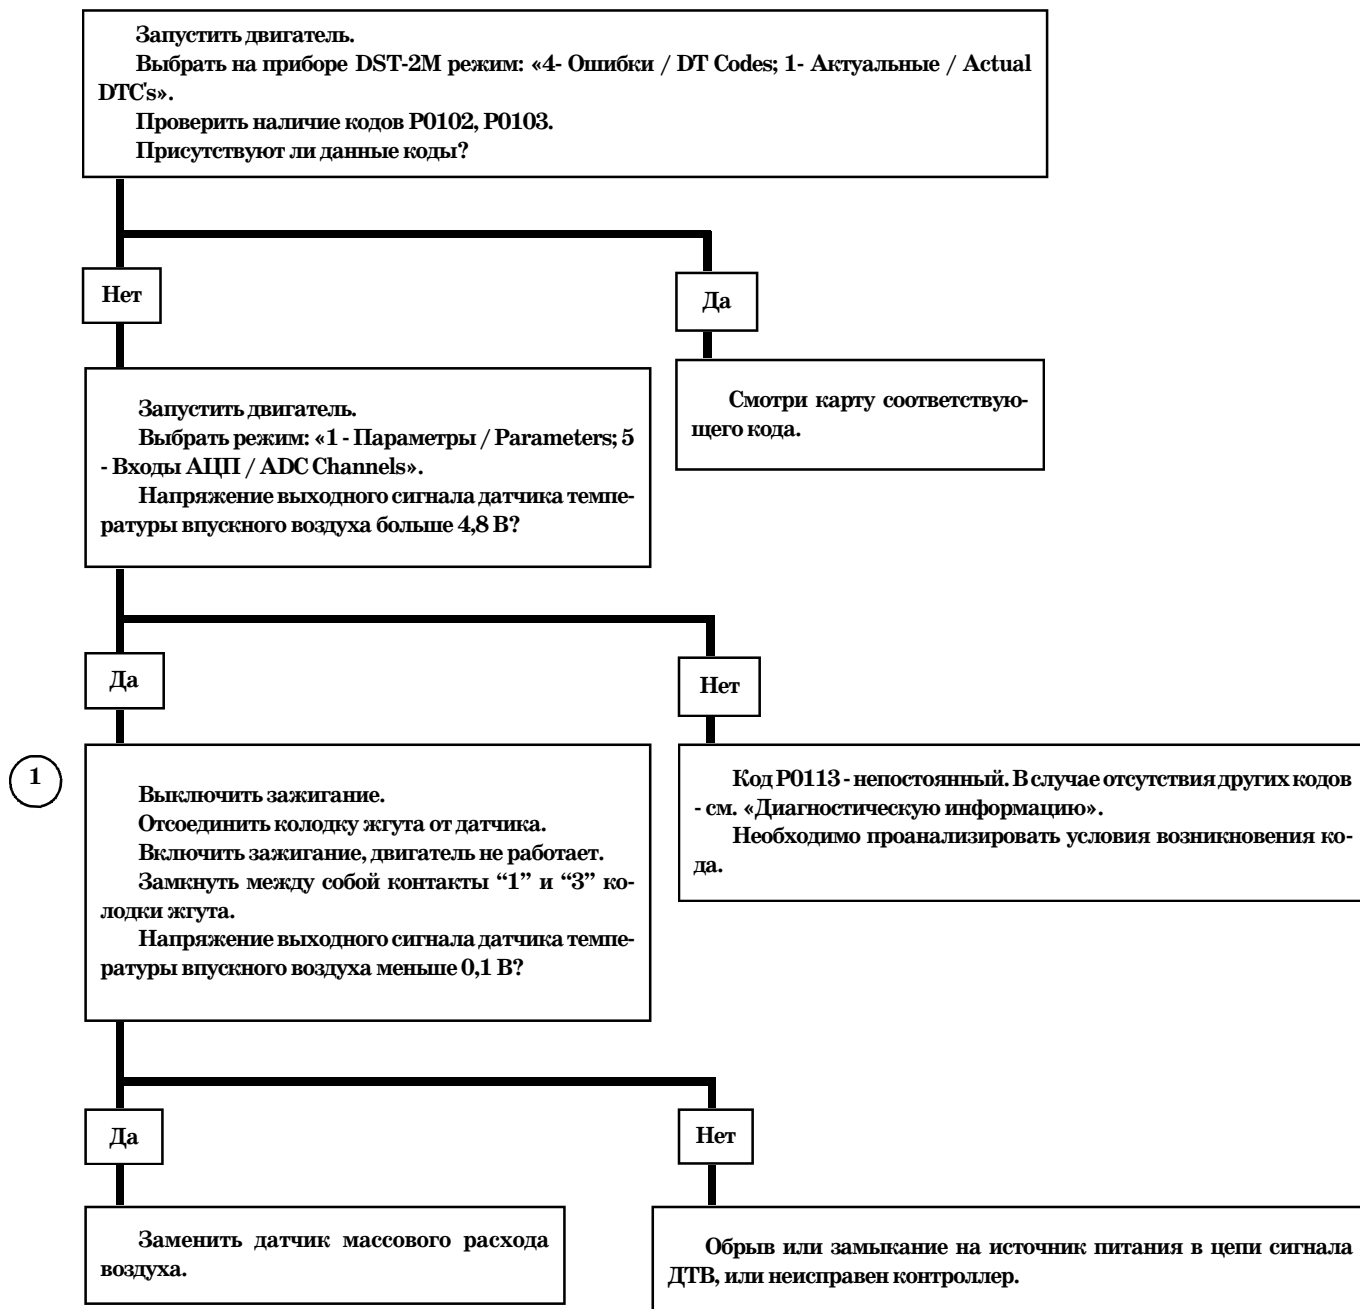 Запустить двигатель.
Выбрать на приборе DST-2M режим: «4- Ошибки / DT Codes; 1- Актуальные / Actual
DTC's».
Проверить наличие кодов P0102, P0103.
Присутствуют ли данные коды?
Нет
Да
Запустить двигатель.
Выбрать режим: «1 - Параметры / Parameters; 5
- Входы АЦП / ADC Channels».
Напряжение выходного сигнала датчика темпе-
ратуры впускного воздуха больше 4,8 В?
Смотри карту соответствую-
щего кода.
Да
Нет
1
Выключить зажигание.
Отсоединить колодку жгута от датчика.
Включить зажигание, двигатель не работает.
Замкнуть между собой контакты “1” и “3” ко-
лодки жгута.
Напряжение выходного сигнала датчика темпе-
ратуры впускного воздуха меньше 0,1 В?
Код P0113 - непостоянный. В случае отсутствия других кодов
- см. «Диагностическую информацию».
Необходимо проанализировать условия возникновения ко-
да.
Да
Нет
Заменить датчик массового расхода
воздуха.
Обрыв или замыкание на источник питания в цепи сигнала
ДТВ, или неисправен контроллер.